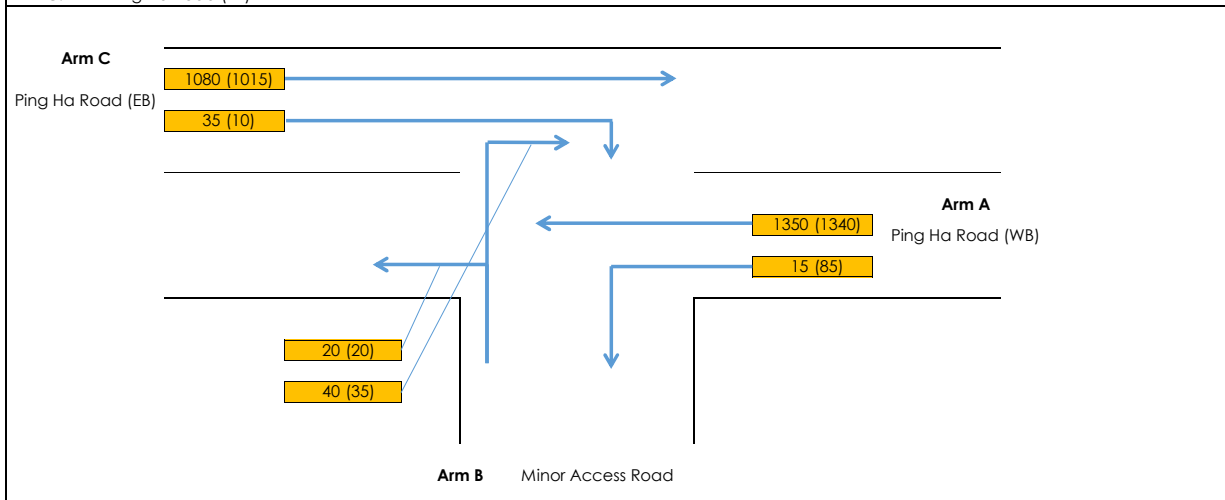 Arm C
1080 (1015)
Ping Ha Road (EB)
35 (10)
Arm A
1350 (1340)
Ping Ha Road (WB)
15 (85)
20 (20)
40 (35)
Arm B Minor Access Road